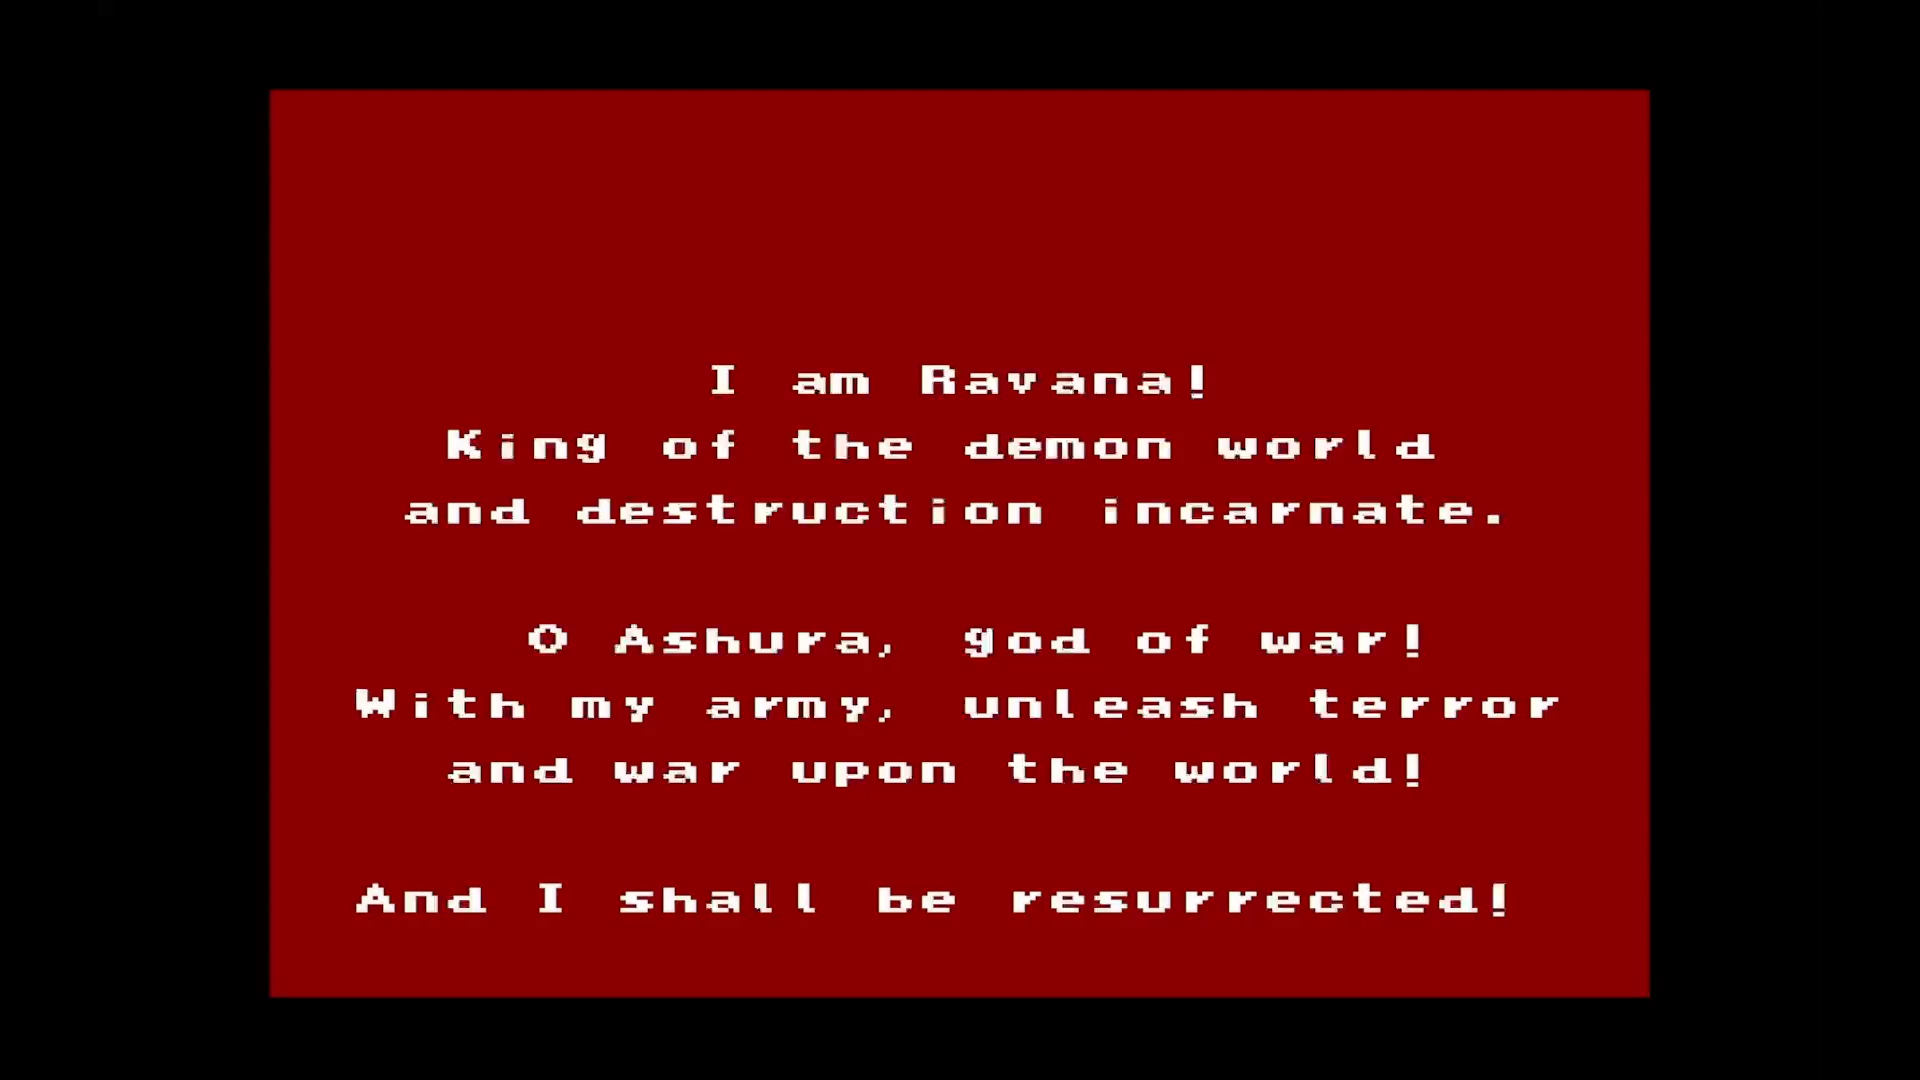 I am Ravana!
King of the demon world
and destruction incarnate.
O Ashura, god of war!
With my army, unleash terror
and war upon the world!
And I shall be resurrected!